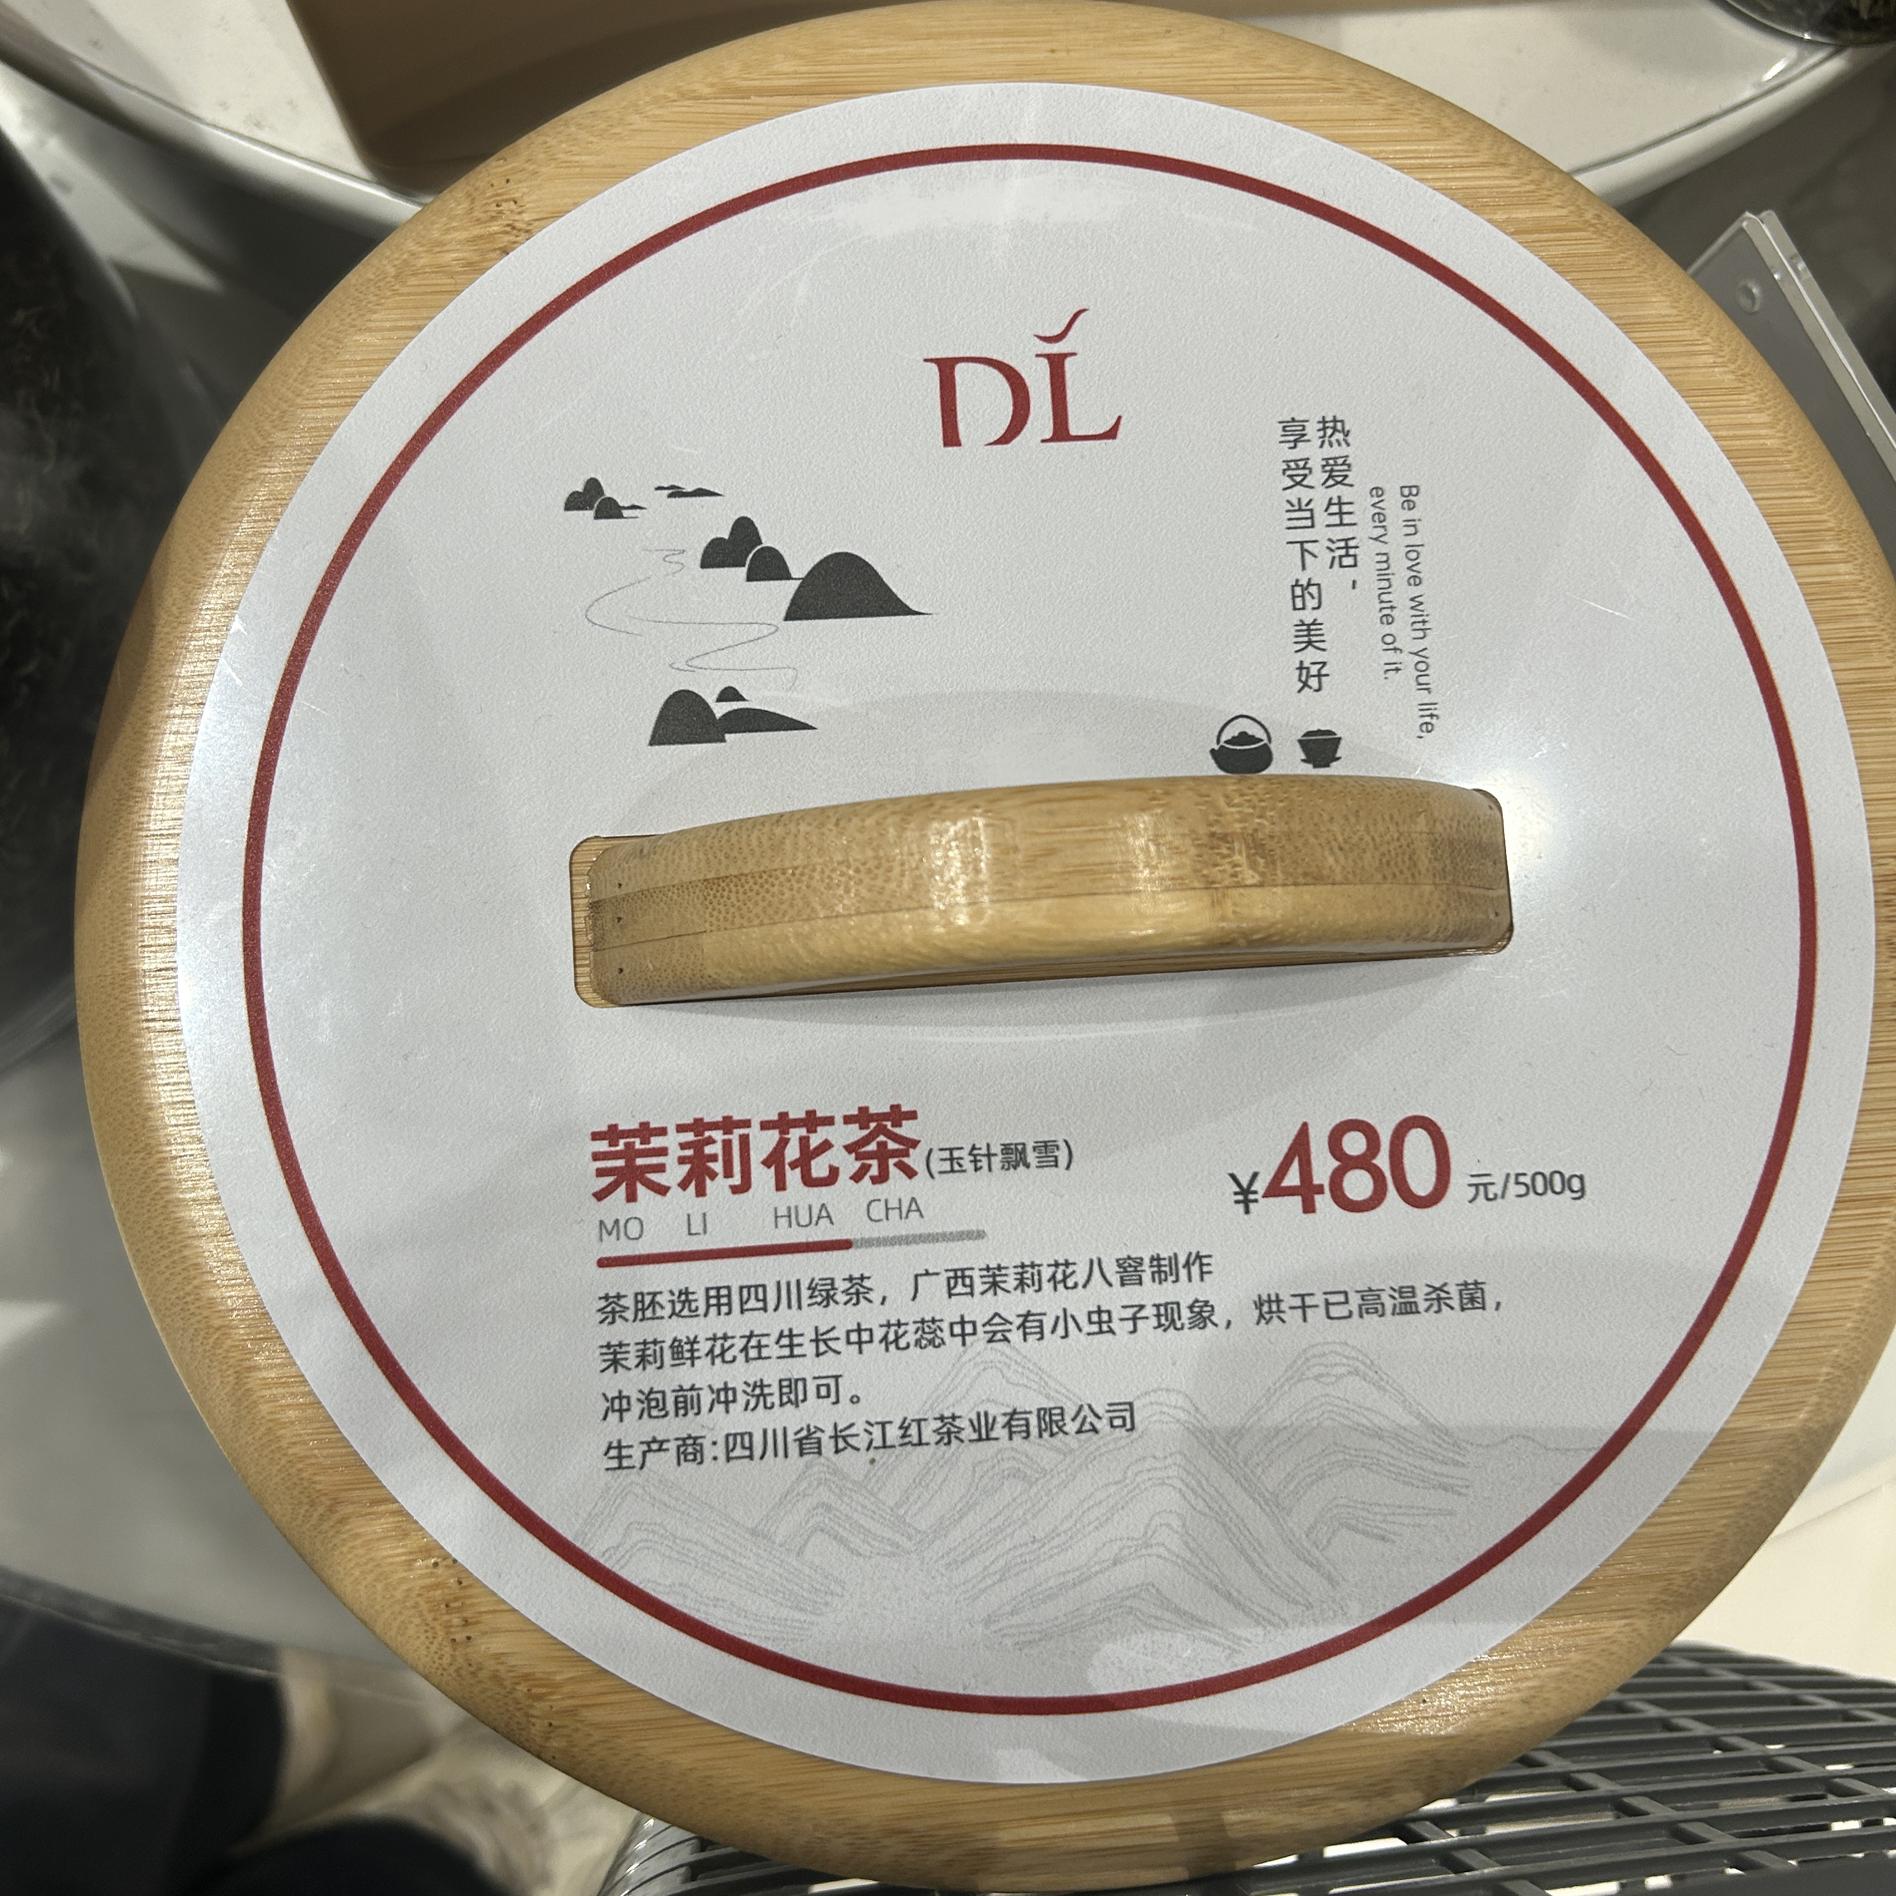 DL
热爱生活,
享受当下的美好
Be in love with your life,
every minute of it.
茉莉花茶(玉针飘雪)
¥480元/500g
MO LI HUA CHA
茶胚选用四川绿茶，广西茉莉花八窨制作
茉莉鲜花在生长中花蕊中会有小虫子现象，烘干已高温杀菌，
冲泡前冲洗即可。
生产商:四川省长江红茶业有限公司